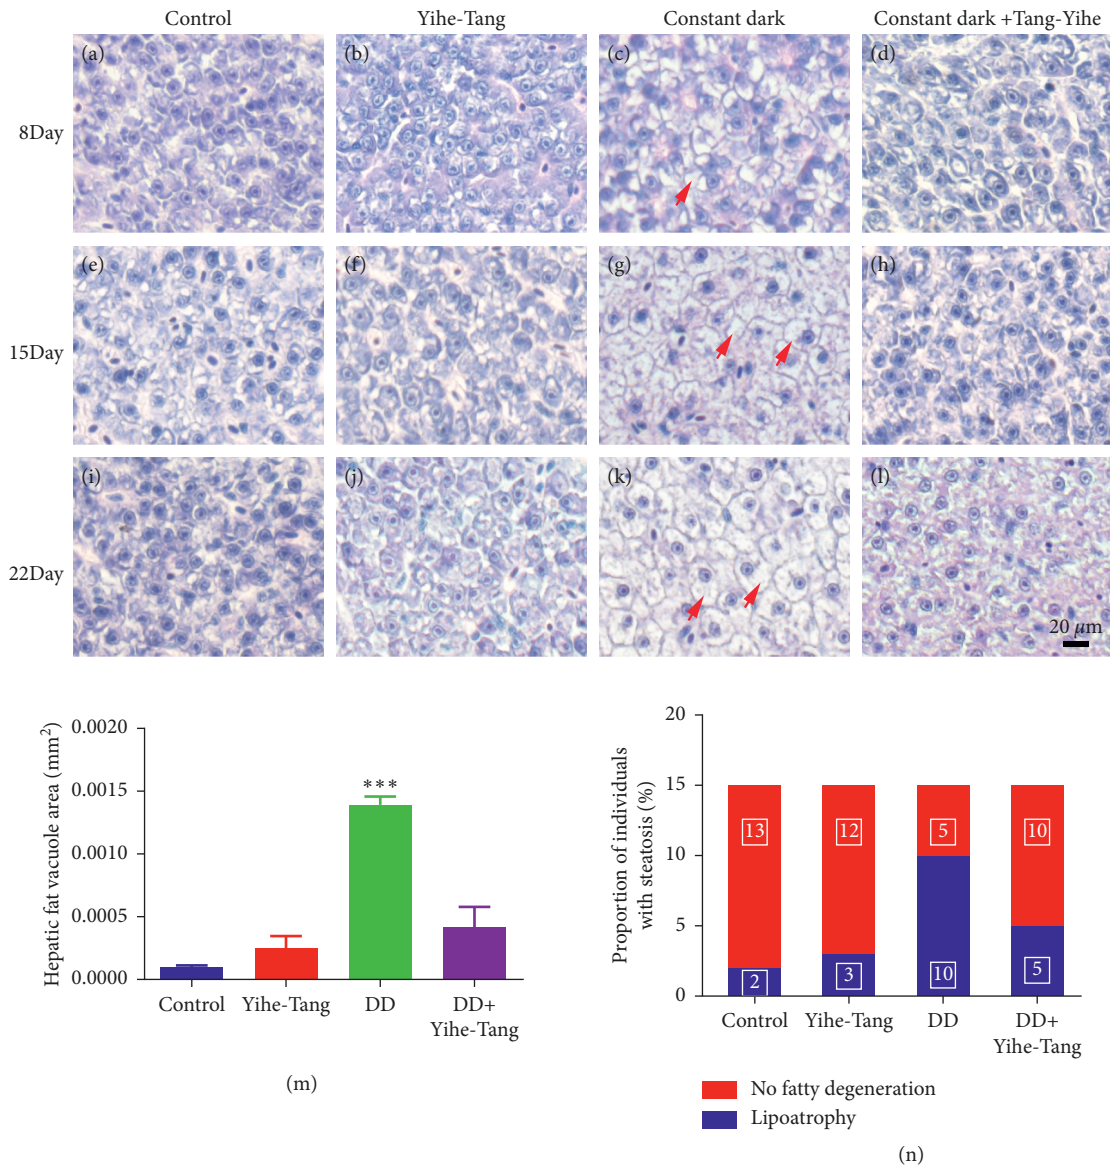 Control Yihe-Tang Constant dark Constant dark +Tang-Yihe
8Day
(a) (b) (c) (d)
15Day
(e) (f) (g) (h)
22Day
(i) (j) (k) (l)
20 μm
Hepatic fat vacuole area (mm²)
0.0020
0.0015
0.0010
0.0005
0.0000
***
Control Yihe-Tang DD DD+
Yihe-Tang
(m)
Proportion of individuals
with steatosis (%)
20
15
10
5
0
13 12 5 10
2 3 10 5
Control Yihe-Tang DD DD+
Yihe-Tang
No fatty degeneration
Lipoatrophy
(n)